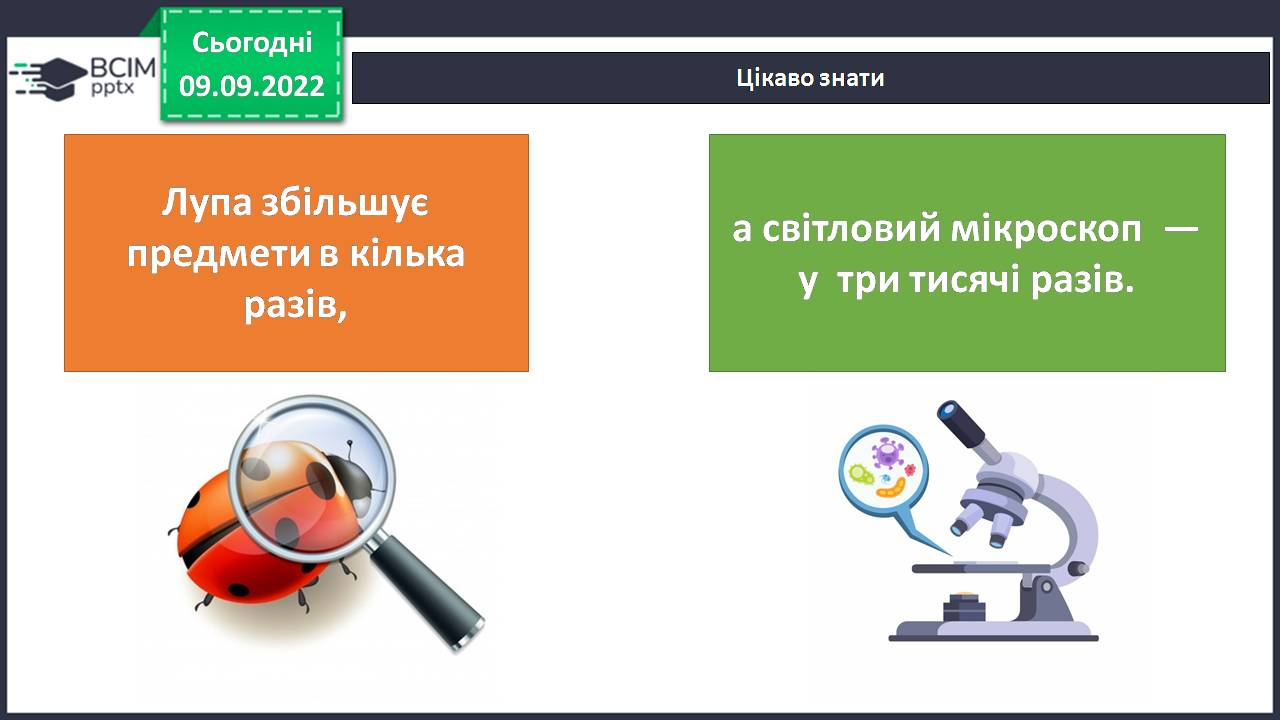 Сьогодні
09.09.2022
ВСІМ
pptx
Цікаво знати
Лупа збільшує
предмети в кілька
разів,
а світловий мікроскоп —
у три тисячі разів.